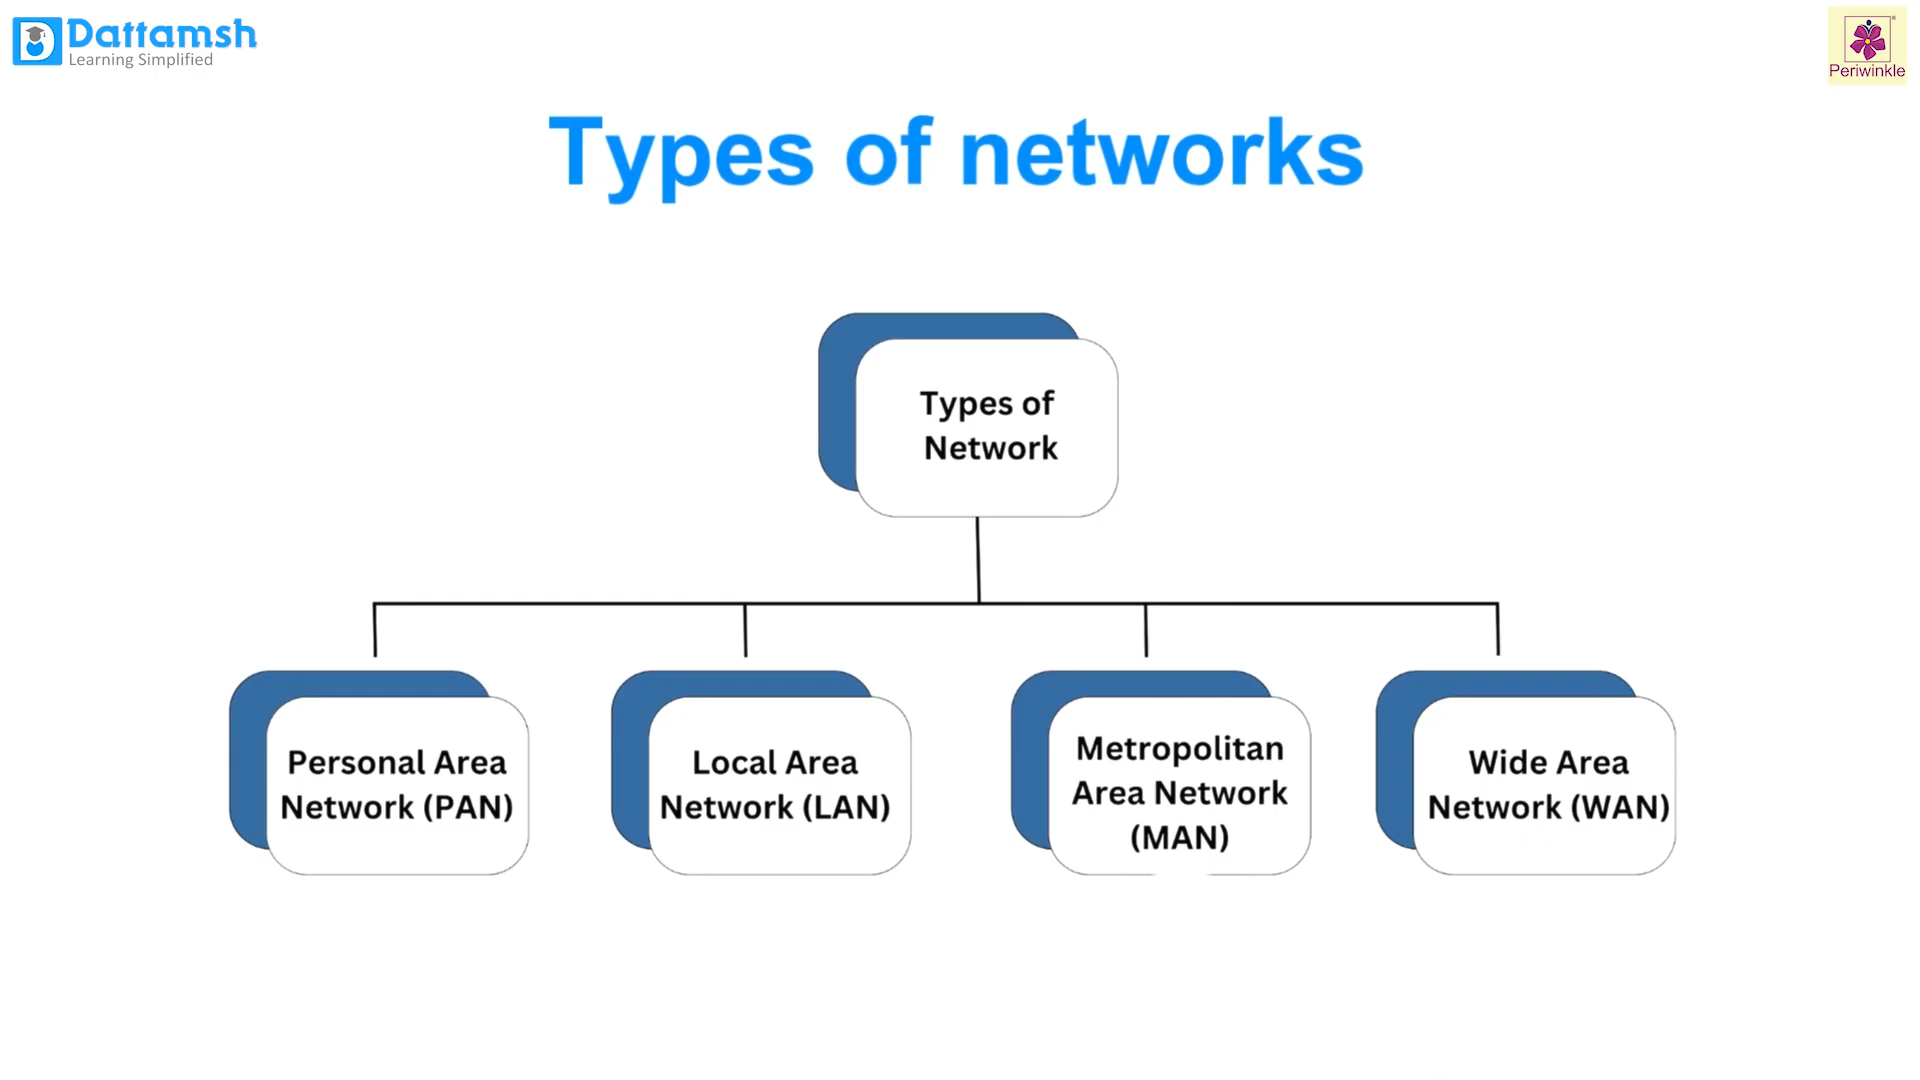 Dattamsh
Learning Simplified
Periwinkle
Types of networks
Types of
Network
Personal Area
Network (PAN)
Local Area
Network (LAN)
Metropolitan
Area Network
(MAN)
Wide Area
Network (WAN)